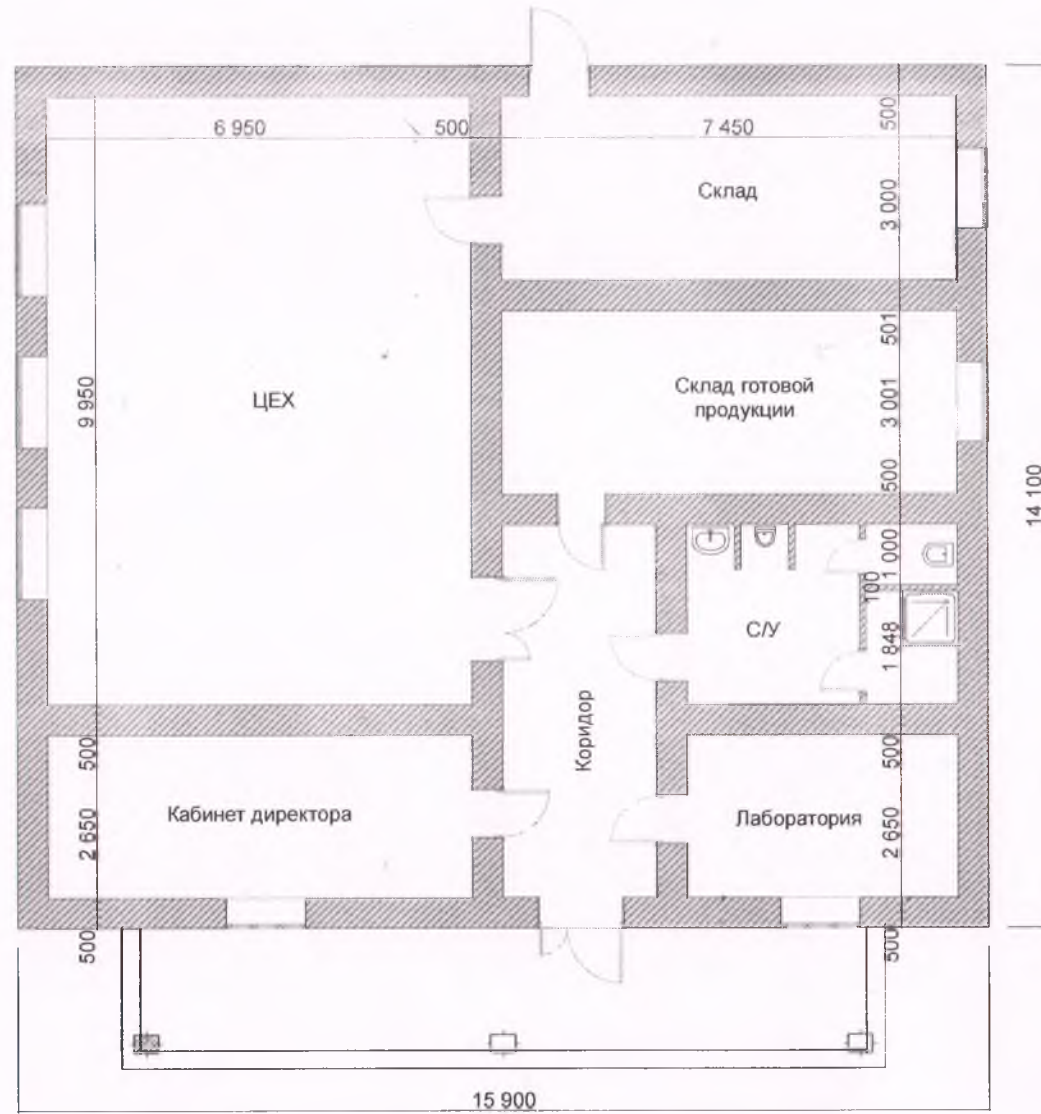 6 950
500
7 450
500
Склад
3 000
501
ЦЕХ
9 950
Склад готовой
продукции
3 001
500
14 100
1 000
100
С/У
1 848
Коридор
500
500
Кабинет директора
2 650
Лаборатория
2 650
500
500
15 900